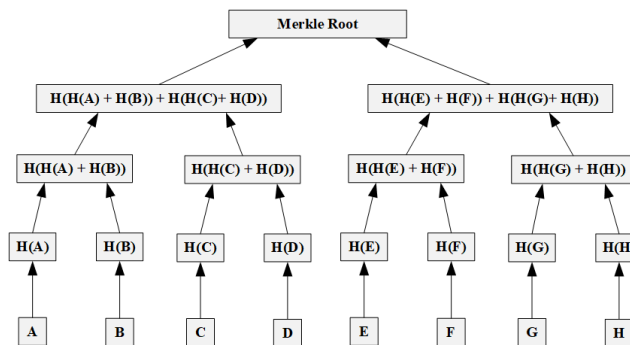 Merkle Root
H(H(A) + H(B)) + H(H(C)+ H(D))
H(H(E) + H(F)) + H(H(G)+ H(H))
H(H(A) + H(B))
H(H(C) + H(D))
H(H(E) + H(F))
H(H(G) + H(H))
H(A)
H(B)
H(C)
H(D)
H(E)
H(F)
H(G)
H(H
A
B
C
D
E
F
G
H